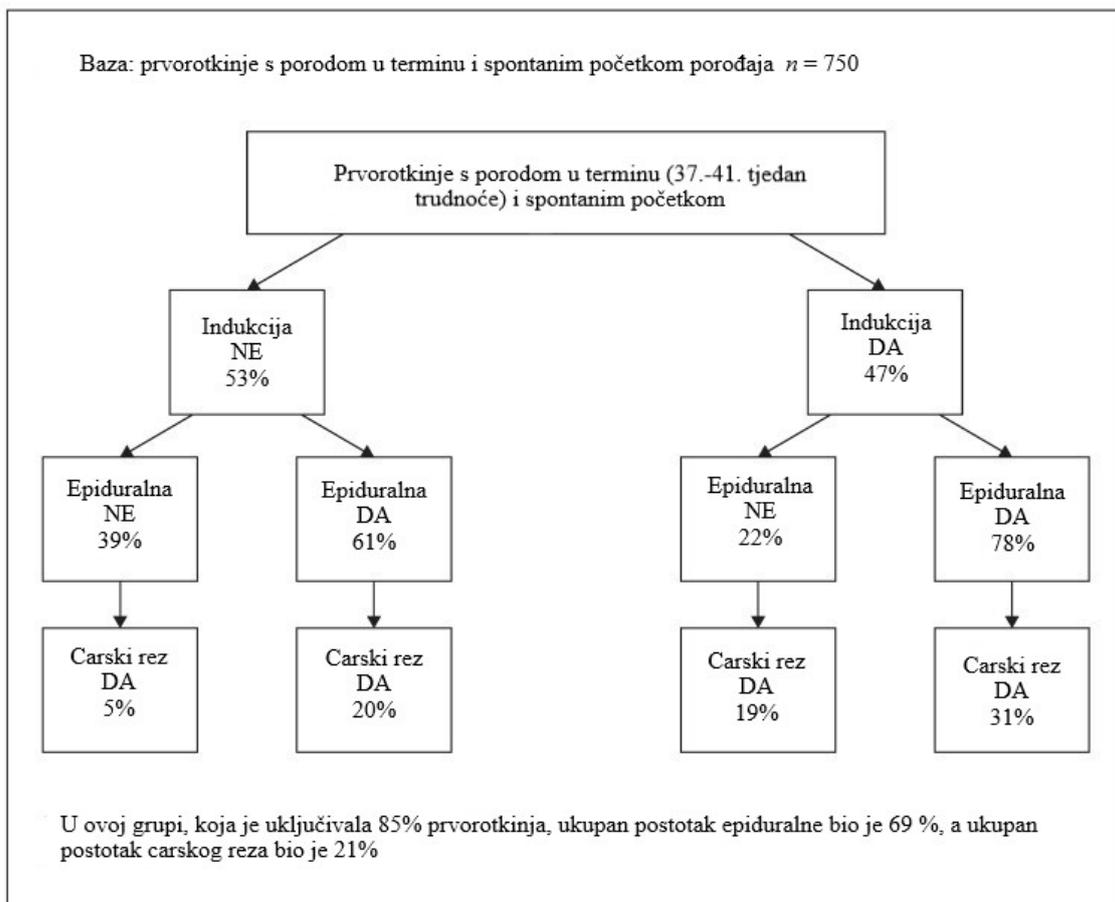 Baza: prvorotkinje s porodom u terminu i spontanim početkom porođaja n = 750
Prvorotkinje s porodom u terminu (37.-41. tjedan
trudnoće) i spontanim početkom
Indukcija
NE
53%
Indukcija
DA
47%
Epiduralna
NE
39%
Epiduralna
DA
61%
Epiduralna
NE
22%
Epiduralna
DA
78%
Carski rez
DA
5%
Carski rez
DA
20%
Carski rez
DA
19%
Carski rez
DA
31%
U ovoj grupi, koja je uključivala 85% prvorotkinja, ukupan postotak epiduralne bio je 69 %, a ukupan
postotak carskog reza bio je 21%